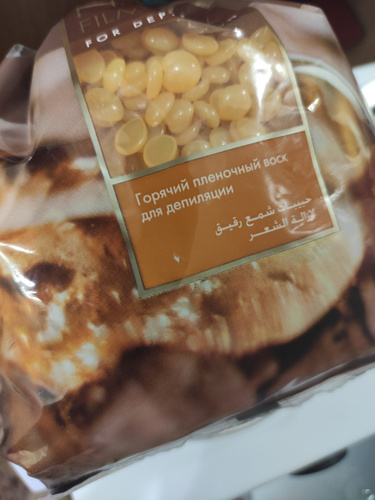 FOR DEP
Горячий пленочный воск
для депиляции
حبيبات شمع رقيق
لإزالة الشعر